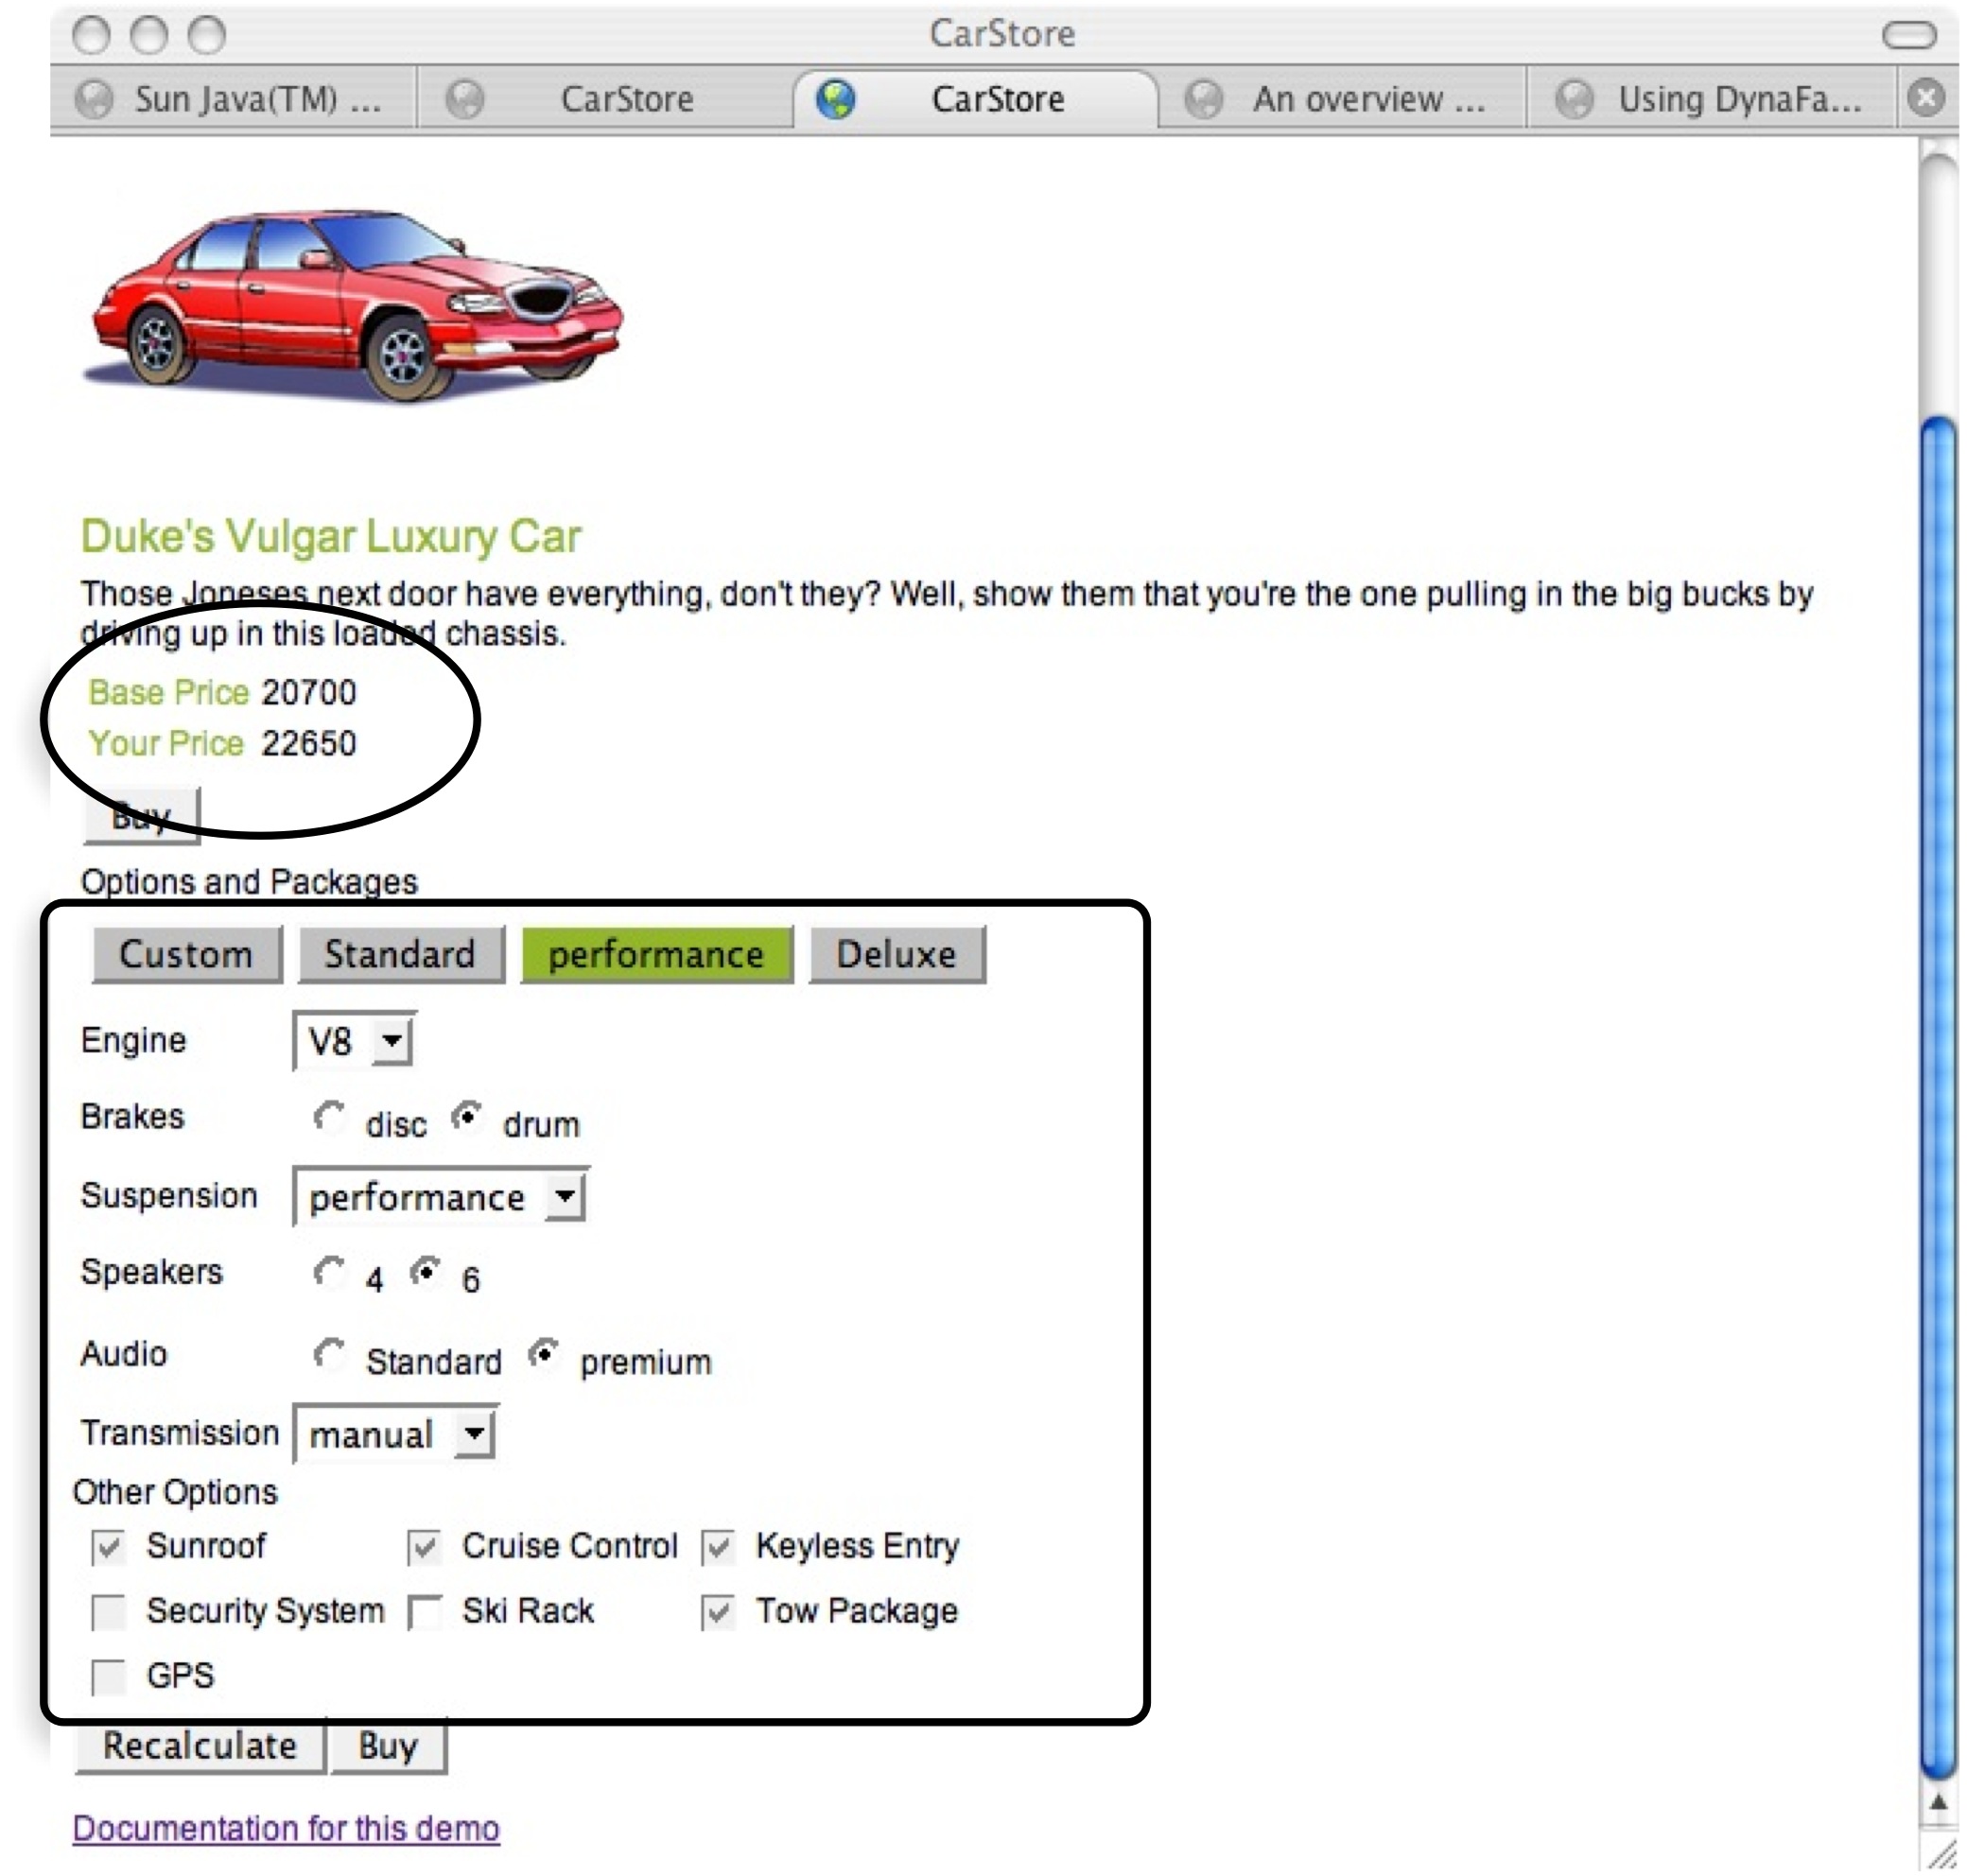 CarStore
Sun Java(TM) ... CarStore CarStore An overview ... Using DynaFa...
Duke's Vulgar Luxury Car
Those Joneses next door have everything, don't they? Well, show them that you're the one pulling in the big bucks by
driving up in this loaded chassis.
Base Price 20700
Your Price 22650
Buy
Options and Packages
Custom Standard performance Deluxe
Engine V8
Brakes disc drum
Suspension performance
Speakers 4 6
Audio Standard premium
Transmission manual
Other Options
Sunroof Cruise Control Keyless Entry
Security System Ski Rack Tow Package
GPS
Recalculate Buy
Documentation for this demo